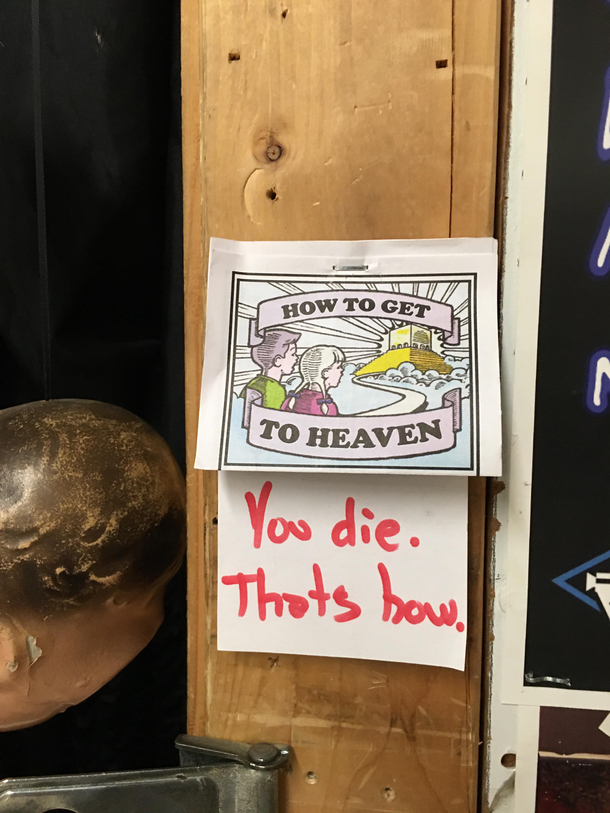 HOW TO GET
TO HEAVEN
You die.
Thats how.